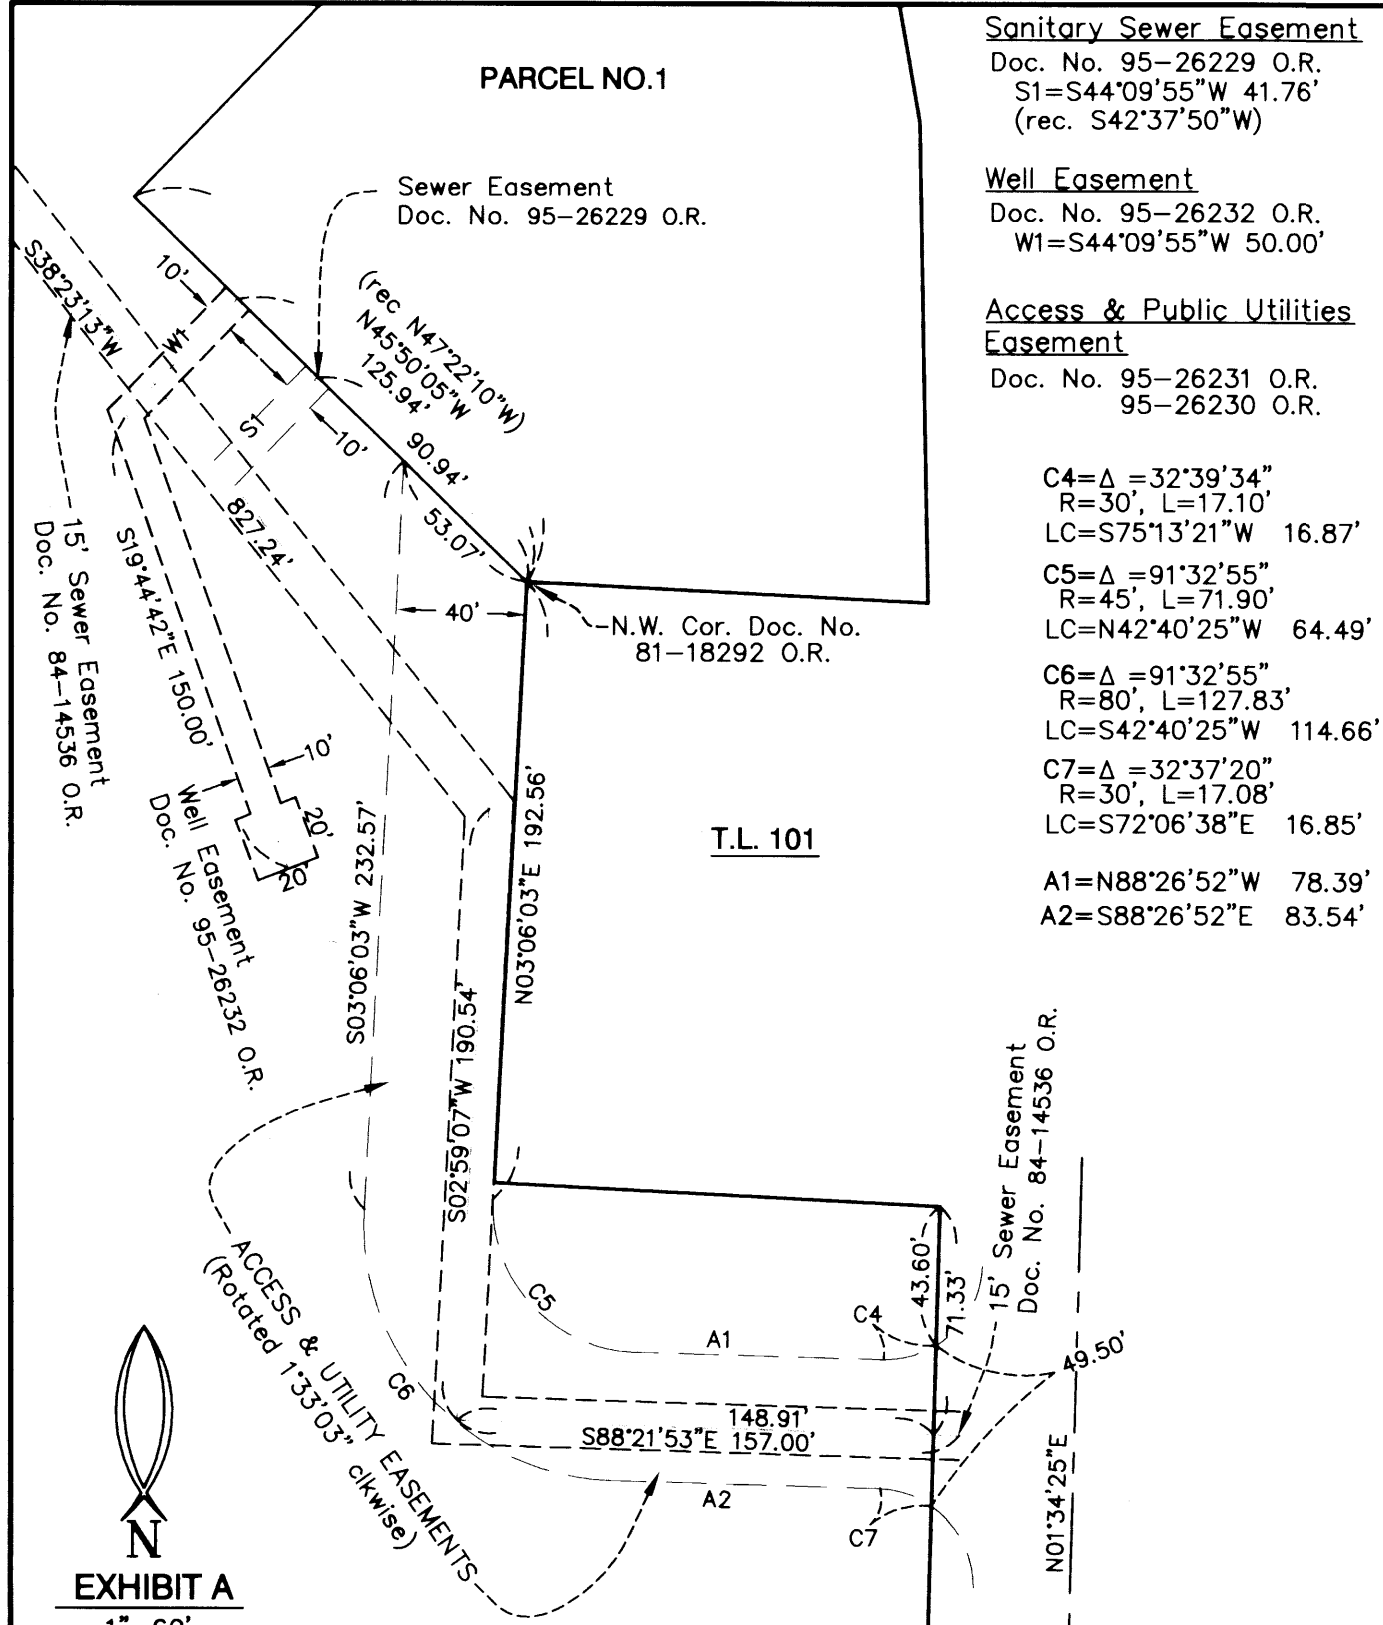 PARCEL NO.1
Sanitary Sewer Easement
Doc. No. 95-26229 O.R.
S1=S44°09'55"W 41.76'
(rec. S42°37'50"W)
Well Easement
Doc. No. 95-26232 O.R.
W1=S44°09'55"W 50.00'
Access & Public Utilities
Easement
Doc. No. 95-26231 O.R.
95-26230 O.R.
C4=Δ =32°39'34"
R=30', L=17.10'
LC=S75°13'21"W 16.87'
C5=Δ =91°32'55"
R=45', L=71.90'
LC=N42°40'25"W 64.49'
C6=Δ =91°32'55"
R=80', L=127.83'
LC=S42°40'25"W 114.66'
C7=Δ =32°37'20"
R=30', L=17.08'
LC=S72°06'38"E 16.85'
A1=N88°26'52"W 78.39'
A2=S88°26'52"E 83.54'
Sewer Easement
Doc. No. 95-26229 O.R.
S38°23'13"W
10'
W1
(rec N47°22'10"W)
N45°50'05"W
125.94'
S1
10'
90.94'
53.07'
827.24'
40'
N.W. Cor. Doc. No.
81-18292 O.R.
15' Sewer Easement
Doc. No. 84-14536 O.R.
S19°44'42"E 150.00'
10'
20'
20'
Well Easement
Doc. No. 95-26232 O.R.
S03°06'03"W 232.57'
N03°06'03"E 192.56'
S02°59'07"W 190.54'
T.L. 101
15' Sewer Easement
Doc. No. 84-14536 O.R.
43.60'
71.33'
49.50'
N01°34'25"E
C5
C4
A1
C6
148.91'
S88°21'53"E 157.00'
A2
C7
ACCESS & UTILITY EASEMENTS
(Rotated 1°33'03" clkwise)
N
EXHIBIT A